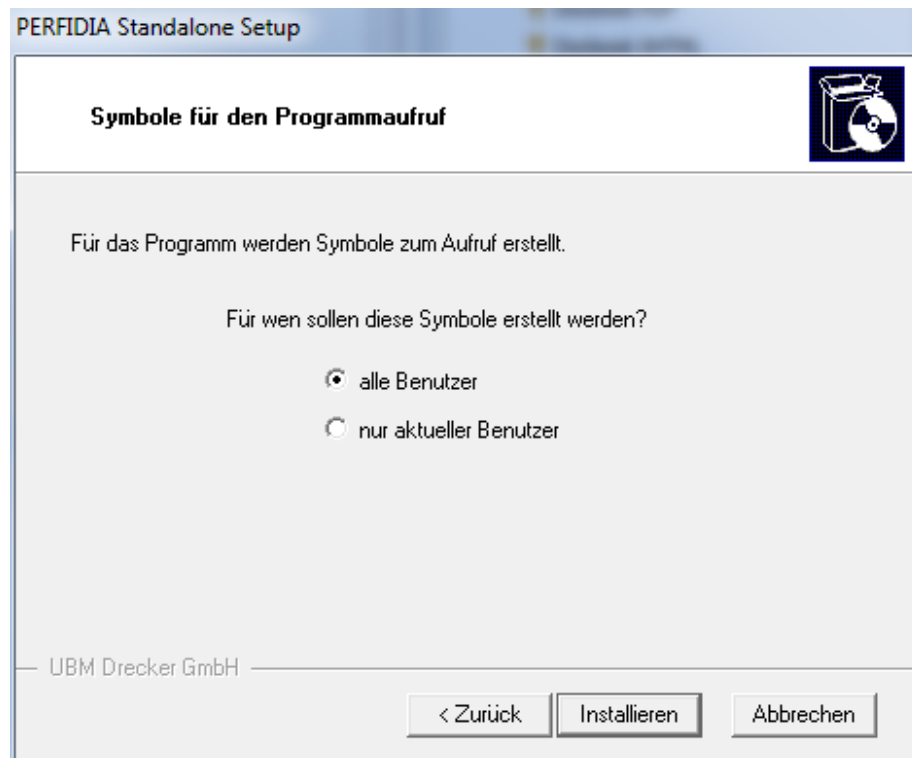 PERFIDIA Standalone Setup
Symbole für den Programmaufruf
Für das Programm werden Symbole zum Aufruf erstellt.
Für wen sollen diese Symbole erstellt werden?
alle Benutzer
nur aktueller Benutzer
UBM Drecker GmbH
< Zurück
Installieren
Abbrechen